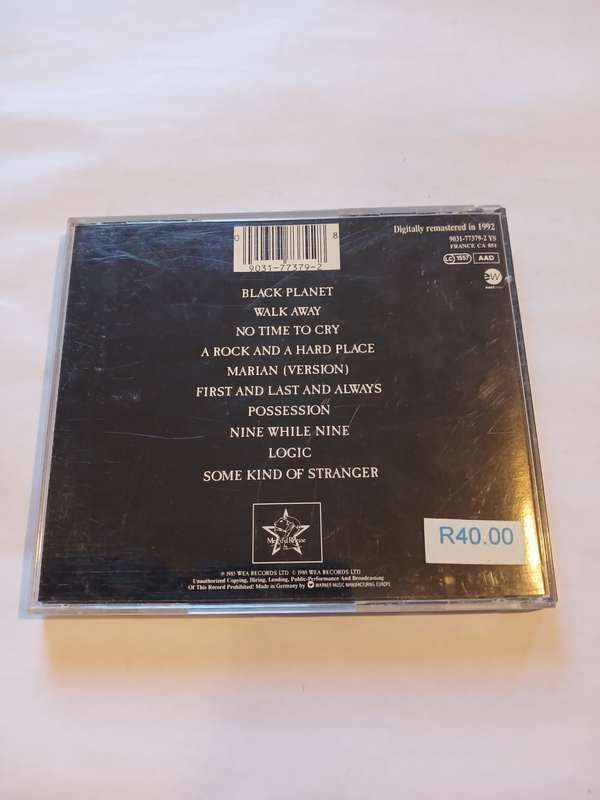 0 8
9031-77379-2
Digitally remastered in 1992
9031-77379-2 YS
FRANCE CA 851
LC 1557 AAD
ew
BLACK PLANET
WALK AWAY
NO TIME TO CRY
A ROCK AND A HARD PLACE
MARIAN (VERSION)
FIRST AND LAST AND ALWAYS
POSSESSION
NINE WHILE NINE
LOGIC
SOME KIND OF STRANGER
Merciful Release
R40.00
℗ 1985 WEA RECORDS LTD © 1988 WEA RECORDS LTD
Unauthorized Copying, Hiring, Lending, Public-Performance And Broadcasting
Of This Record Prohibited! Made in Germany by WARNER MUSIC MANUFACTURING EUROPE